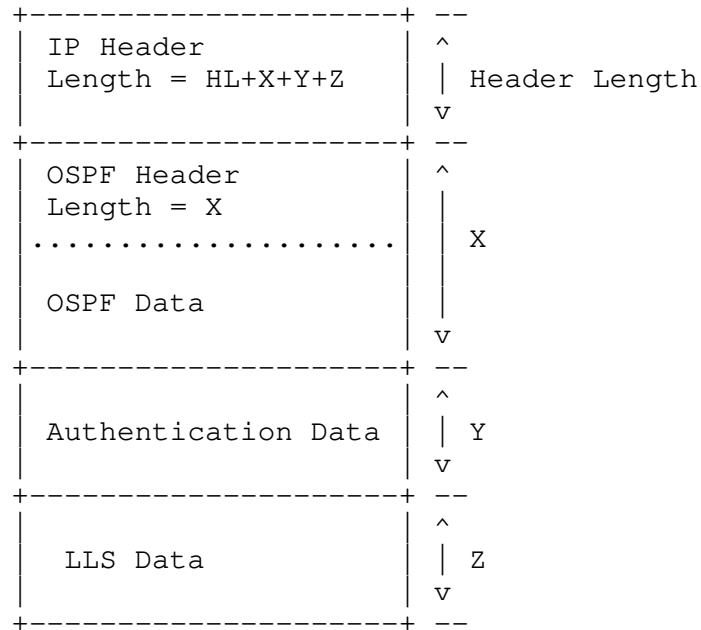 +---------------------+ --
| IP Header           | ^
| Length = HL+X+Y+Z   | | Header Length
|                     | v
+---------------------+ --
| OSPF Header         | ^
| Length = X          | |
|.....................| | X
|                     | |
| OSPF Data           | |
|                     | v
+---------------------+ --
|                     | ^
| Authentication Data | | Y
|                     | v
+---------------------+ --
|                     | ^
|  LLS Data           | | Z
|                     | v
+---------------------+ --